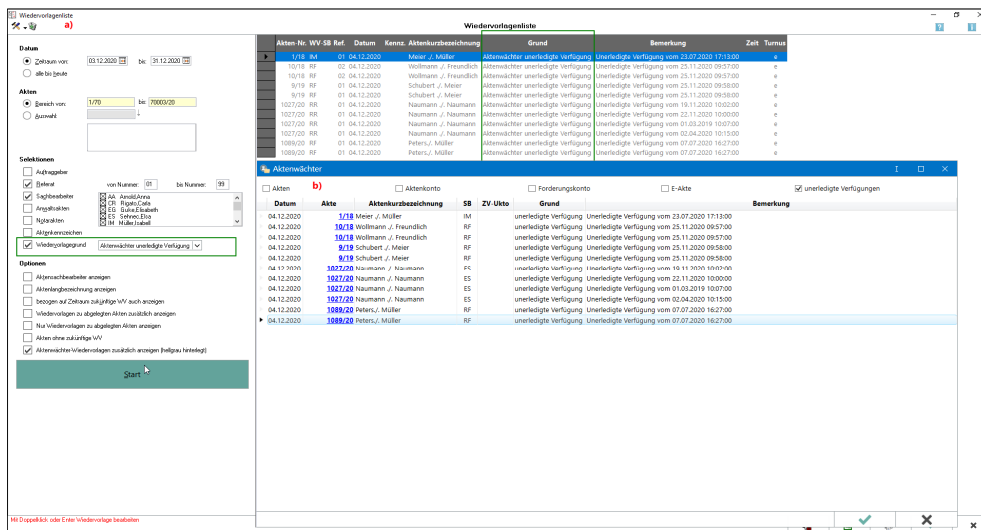 Wiedervorlagenliste
a)
Datum
Zeitraum von: 03.12.2020 bis: 31.12.2020
alle bis heute
Akten
Bereich von: 1/70 bis: 70003/20
Auswahl:
Selektionen
Auftraggeber
Referat von Nummer: 01 bis Nummer: 99
Sachbearbeiter
AA Arnold,Anna
CR Rigato,Carla
EG Guke,Elisabeth
ES Sehnec,Elsa
IM Müller,Isabell
Anwaltsakten
Notarakten
Aktenkennzeichen
Wiedervorlagegrund Aktenwächter unerledigte Verfügung
Optionen
Aktensachbearbeiter anzeigen
Aktenlangbezeichnung anzeigen
bezogen auf Zeitraum zukünftige WV auch anzeigen
Wiedervorlagen zu abgelegten Akten zusätzlich anzeigen
Nur Wiedervorlagen zu abgelegten Akten anzeigen
Akten ohne zukünftige WV
Aktenwächter-Wiedervorlagen zusätzlich anzeigen (hellgrau hinterlegt)
Start
Mit Doppelklick oder Enter Wiedervorlage bearbeiten
Wiedervorlagenliste
Akten-Nr. WV-SB Ref. Datum Kennz. Aktenkurzbezeichnung Grund Bemerkung Zeit Turnus
1/18 IM 01 04.12.2020 Meier ./. Müller Aktenwächter unerledigte Verfügung Unerledigte Verfügung vom 23.07.2020 17:13:00 e
10/18 RF 02 04.12.2020 Wollmann ./. Freundlich Aktenwächter unerledigte Verfügung Unerledigte Verfügung vom 25.11.2020 09:57:00 e
10/18 RF 02 04.12.2020 Wollmann ./. Freundlich Aktenwächter unerledigte Verfügung Unerledigte Verfügung vom 25.11.2020 09:57:00 e
9/19 RF 01 04.12.2020 Schubert ./. Meier Aktenwächter unerledigte Verfügung Unerledigte Verfügung vom 25.11.2020 09:58:00 e
9/19 RF 01 04.12.2020 Schubert ./. Meier Aktenwächter unerledigte Verfügung Unerledigte Verfügung vom 25.11.2020 09:58:00 e
1027/20 RR 01 04.12.2020 Naumann ./. Naumann Aktenwächter unerledigte Verfügung Unerledigte Verfügung vom 19.11.2020 10:02:00 e
1027/20 RR 01 04.12.2020 Naumann ./. Naumann Aktenwächter unerledigte Verfügung Unerledigte Verfügung vom 22.11.2020 10:00:00 e
1027/20 RR 01 04.12.2020 Naumann ./. Naumann Aktenwächter unerledigte Verfügung Unerledigte Verfügung vom 01.03.2019 10:07:00 e
1027/20 RR 01 04.12.2020 Naumann ./. Naumann Aktenwächter unerledigte Verfügung Unerledigte Verfügung vom 02.04.2020 10:15:00 e
1089/20 RF 01 04.12.2020 Peters./. Müller Aktenwächter unerledigte Verfügung Unerledigte Verfügung vom 07.07.2020 16:27:00 e
1089/20 RF 01 04.12.2020 Peters./. Müller Aktenwächter unerledigte Verfügung Unerledigte Verfügung vom 07.07.2020 16:27:00 e
Aktenwächter
Akten b) Aktenkonto Forderungskonto E-Akte unerledigte Verfügungen
Datum Akte Aktenkurzbezeichnung SB ZV-Ukto Grund Bemerkung
04.12.2020 1/18 Meier ./. Müller IM unerledigte Verfügung Unerledigte Verfügung vom 23.07.2020 17:13:00
04.12.2020 10/18 Wollmann ./. Freundlich RF unerledigte Verfügung Unerledigte Verfügung vom 25.11.2020 09:57:00
04.12.2020 10/18 Wollmann ./. Freundlich RF unerledigte Verfügung Unerledigte Verfügung vom 25.11.2020 09:57:00
04.12.2020 9/19 Schubert ./. Meier RF unerledigte Verfügung Unerledigte Verfügung vom 25.11.2020 09:58:00
04.12.2020 9/19 Schubert ./. Meier RF unerledigte Verfügung Unerledigte Verfügung vom 25.11.2020 09:58:00
04.12.2020 1027/20 Naumann ./. Naumann ES unerledigte Verfügung Unerledigte Verfügung vom 19.11.2020 10:02:00
04.12.2020 1027/20 Naumann ./. Naumann ES unerledigte Verfügung Unerledigte Verfügung vom 22.11.2020 10:00:00
04.12.2020 1027/20 Naumann ./. Naumann ES unerledigte Verfügung Unerledigte Verfügung vom 01.03.2019 10:07:00
04.12.2020 1027/20 Naumann ./. Naumann ES unerledigte Verfügung Unerledigte Verfügung vom 02.04.2020 10:15:00
04.12.2020 1089/20 Peters./. Müller RF unerledigte Verfügung Unerledigte Verfügung vom 07.07.2020 16:27:00
04.12.2020 1089/20 Peters./. Müller RF unerledigte Verfügung Unerledigte Verfügung vom 07.07.2020 16:27:00